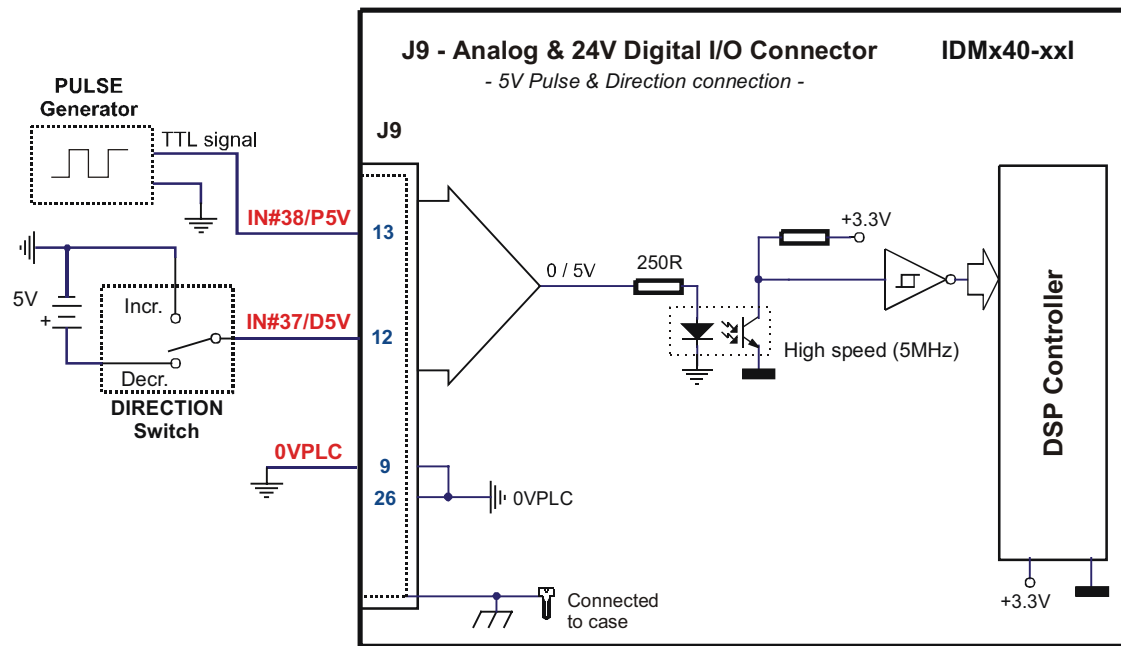 J9 - Analog & 24V Digital I/O Connector
IDMx40-xxI
- 5V Pulse & Direction connection -
PULSE
Generator
TTL signal
J9
IN#38/P5V
13
+3.3V
0 / 5V
250R
5V
+
Incr.
IN#37/D5V
12
High speed (5MHz)
Decr.
DIRECTION
Switch
DSP Controller
0VPLC
9
26
0VPLC
+3.3V
Connected
to case